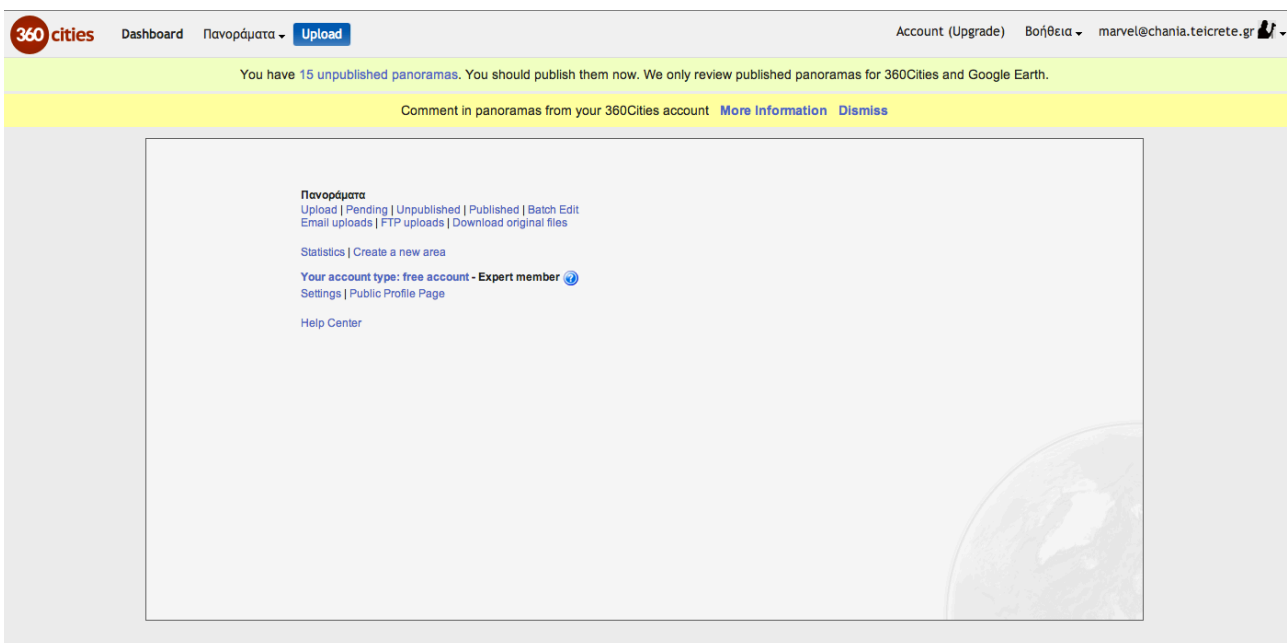 360 cities Dashboard Πανοράματα Upload Account (Upgrade) Βοήθεια marvel@chania.teicrete.gr
You have 15 unpublished panoramas. You should publish them now. We only review published panoramas for 360Cities and Google Earth.
Comment in panoramas from your 360Cities account More Information Dismiss
Πανοράματα
Upload | Pending | Unpublished | Published | Batch Edit
Email uploads | FTP uploads | Download original files
Statistics | Create a new area
Your account type: free account - Expert member ?
Settings | Public Profile Page
Help Center